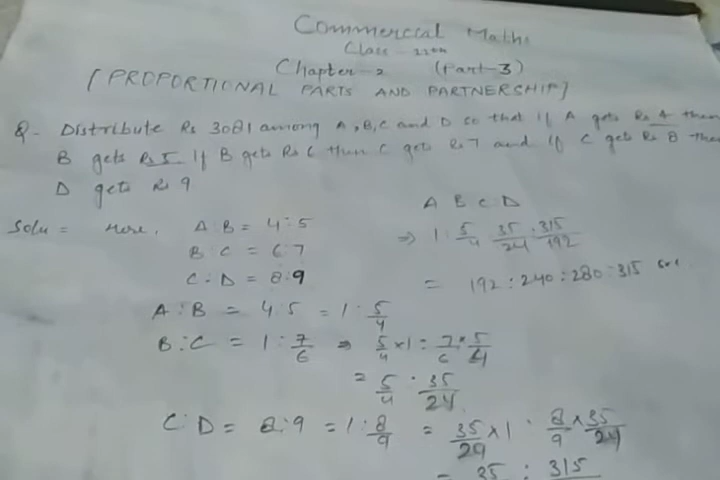 Commercial Maths
Class - 12th
Chapter - 2 (Part - 3)
[PROPORTIONAL PARTS AND PARTNERSHIP]
Q - Distribute Rs 3081 among A, B, C and D so that if A gets Rs 4 then
B gets Rs 5 If B gets Rs 6 then C gets Rs 7 and if C gets Rs 8 then
D gets Rs 9
Solu = Here, A : B = 4 : 5
B : C = 6 : 7
C : D = 8 : 9
A : B = 4 : 5 = 1 : 5/4
B : C = 1 : 7/6 ⇒ 5/4 × 1 : 7/6 × 5/4
= 5/4 : 35/24
C : D = 8 : 9 = 1 : 8/9 = 35/29 × 1 : 8/9 × 35/24
= 35 : 315
A B C D
⇒ 1 : 5/4 : 35/24 : 315/192
= 192 : 240 : 280 : 315